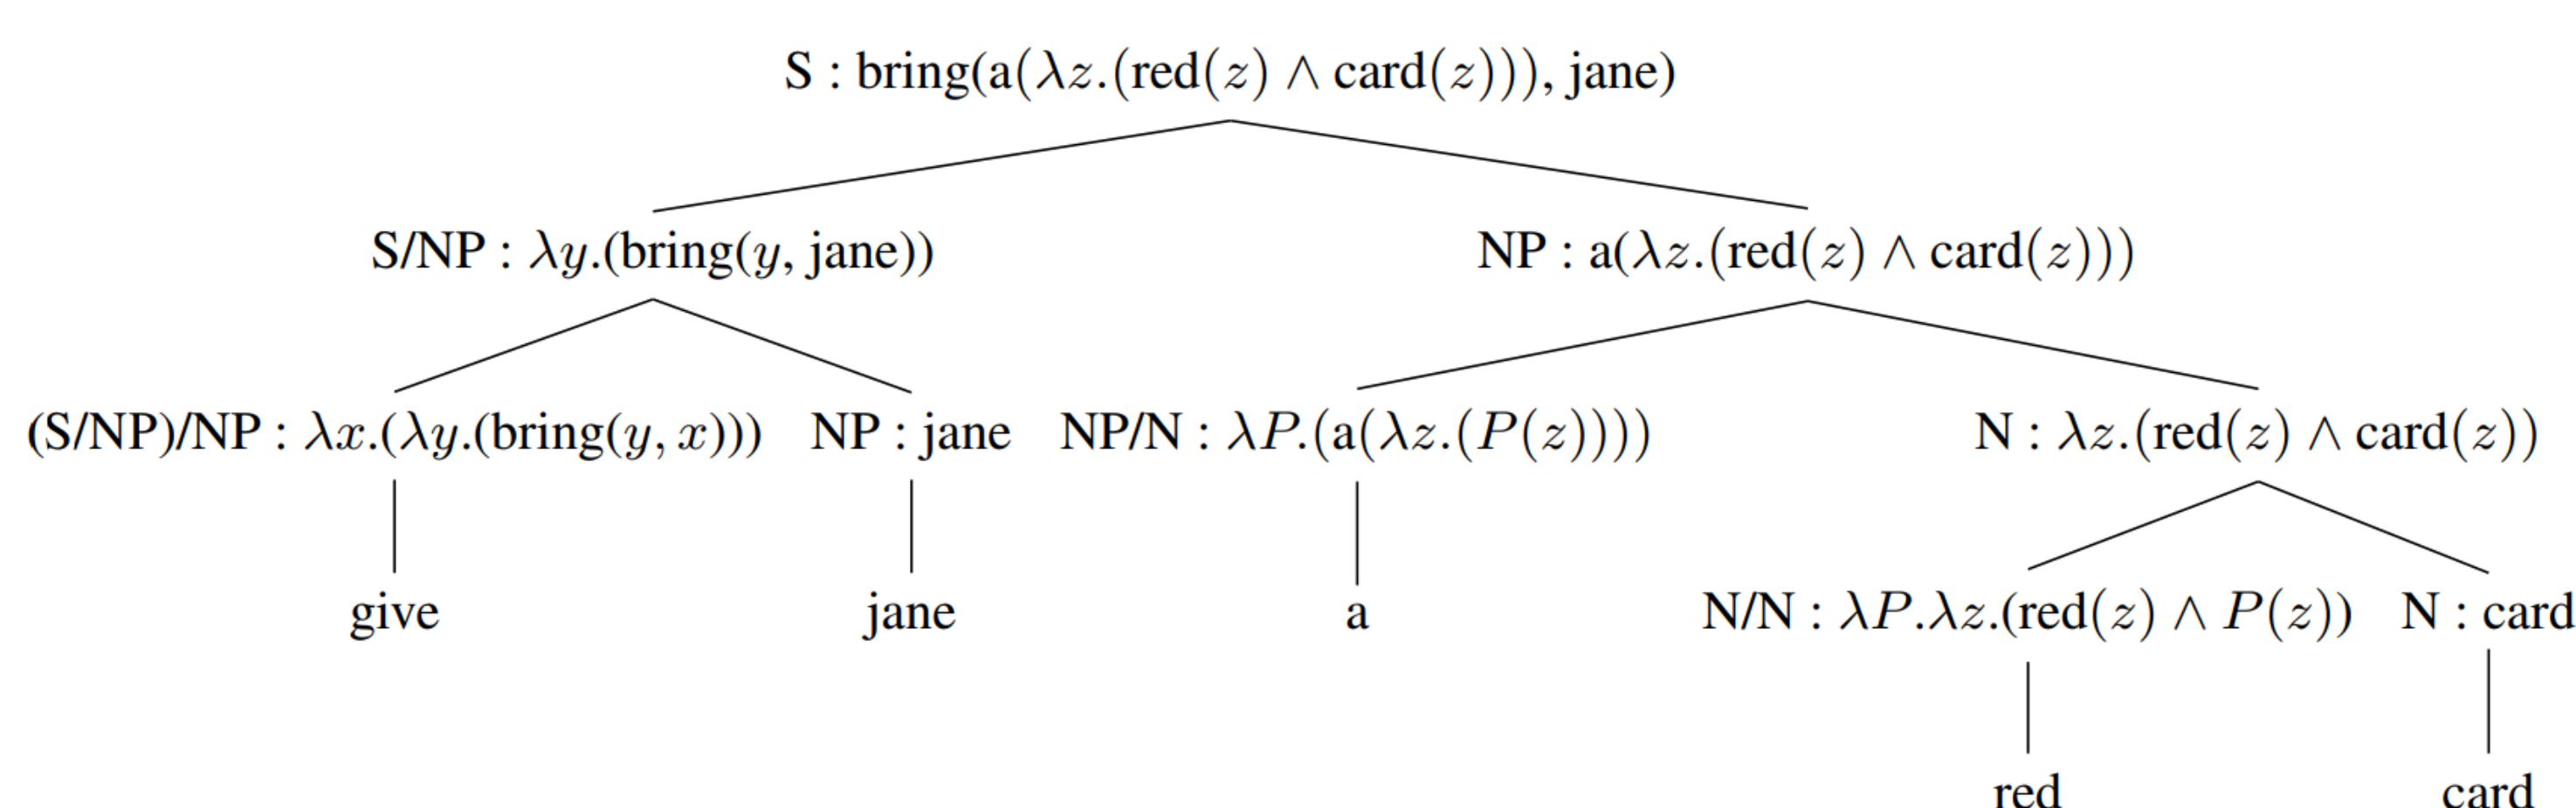 S : bring(a(λz.(red(z) ∧ card(z))), jane)
S/NP : λy.(bring(y, jane)) NP : a(λz.(red(z) ∧ card(z)))
(S/NP)/NP : λx.(λy.(bring(y, x))) NP : jane NP/N : λP.(a(λz.(P(z)))) N : λz.(red(z) ∧ card(z))
give jane a N/N : λP.λz.(red(z) ∧ P(z)) N : card
red card